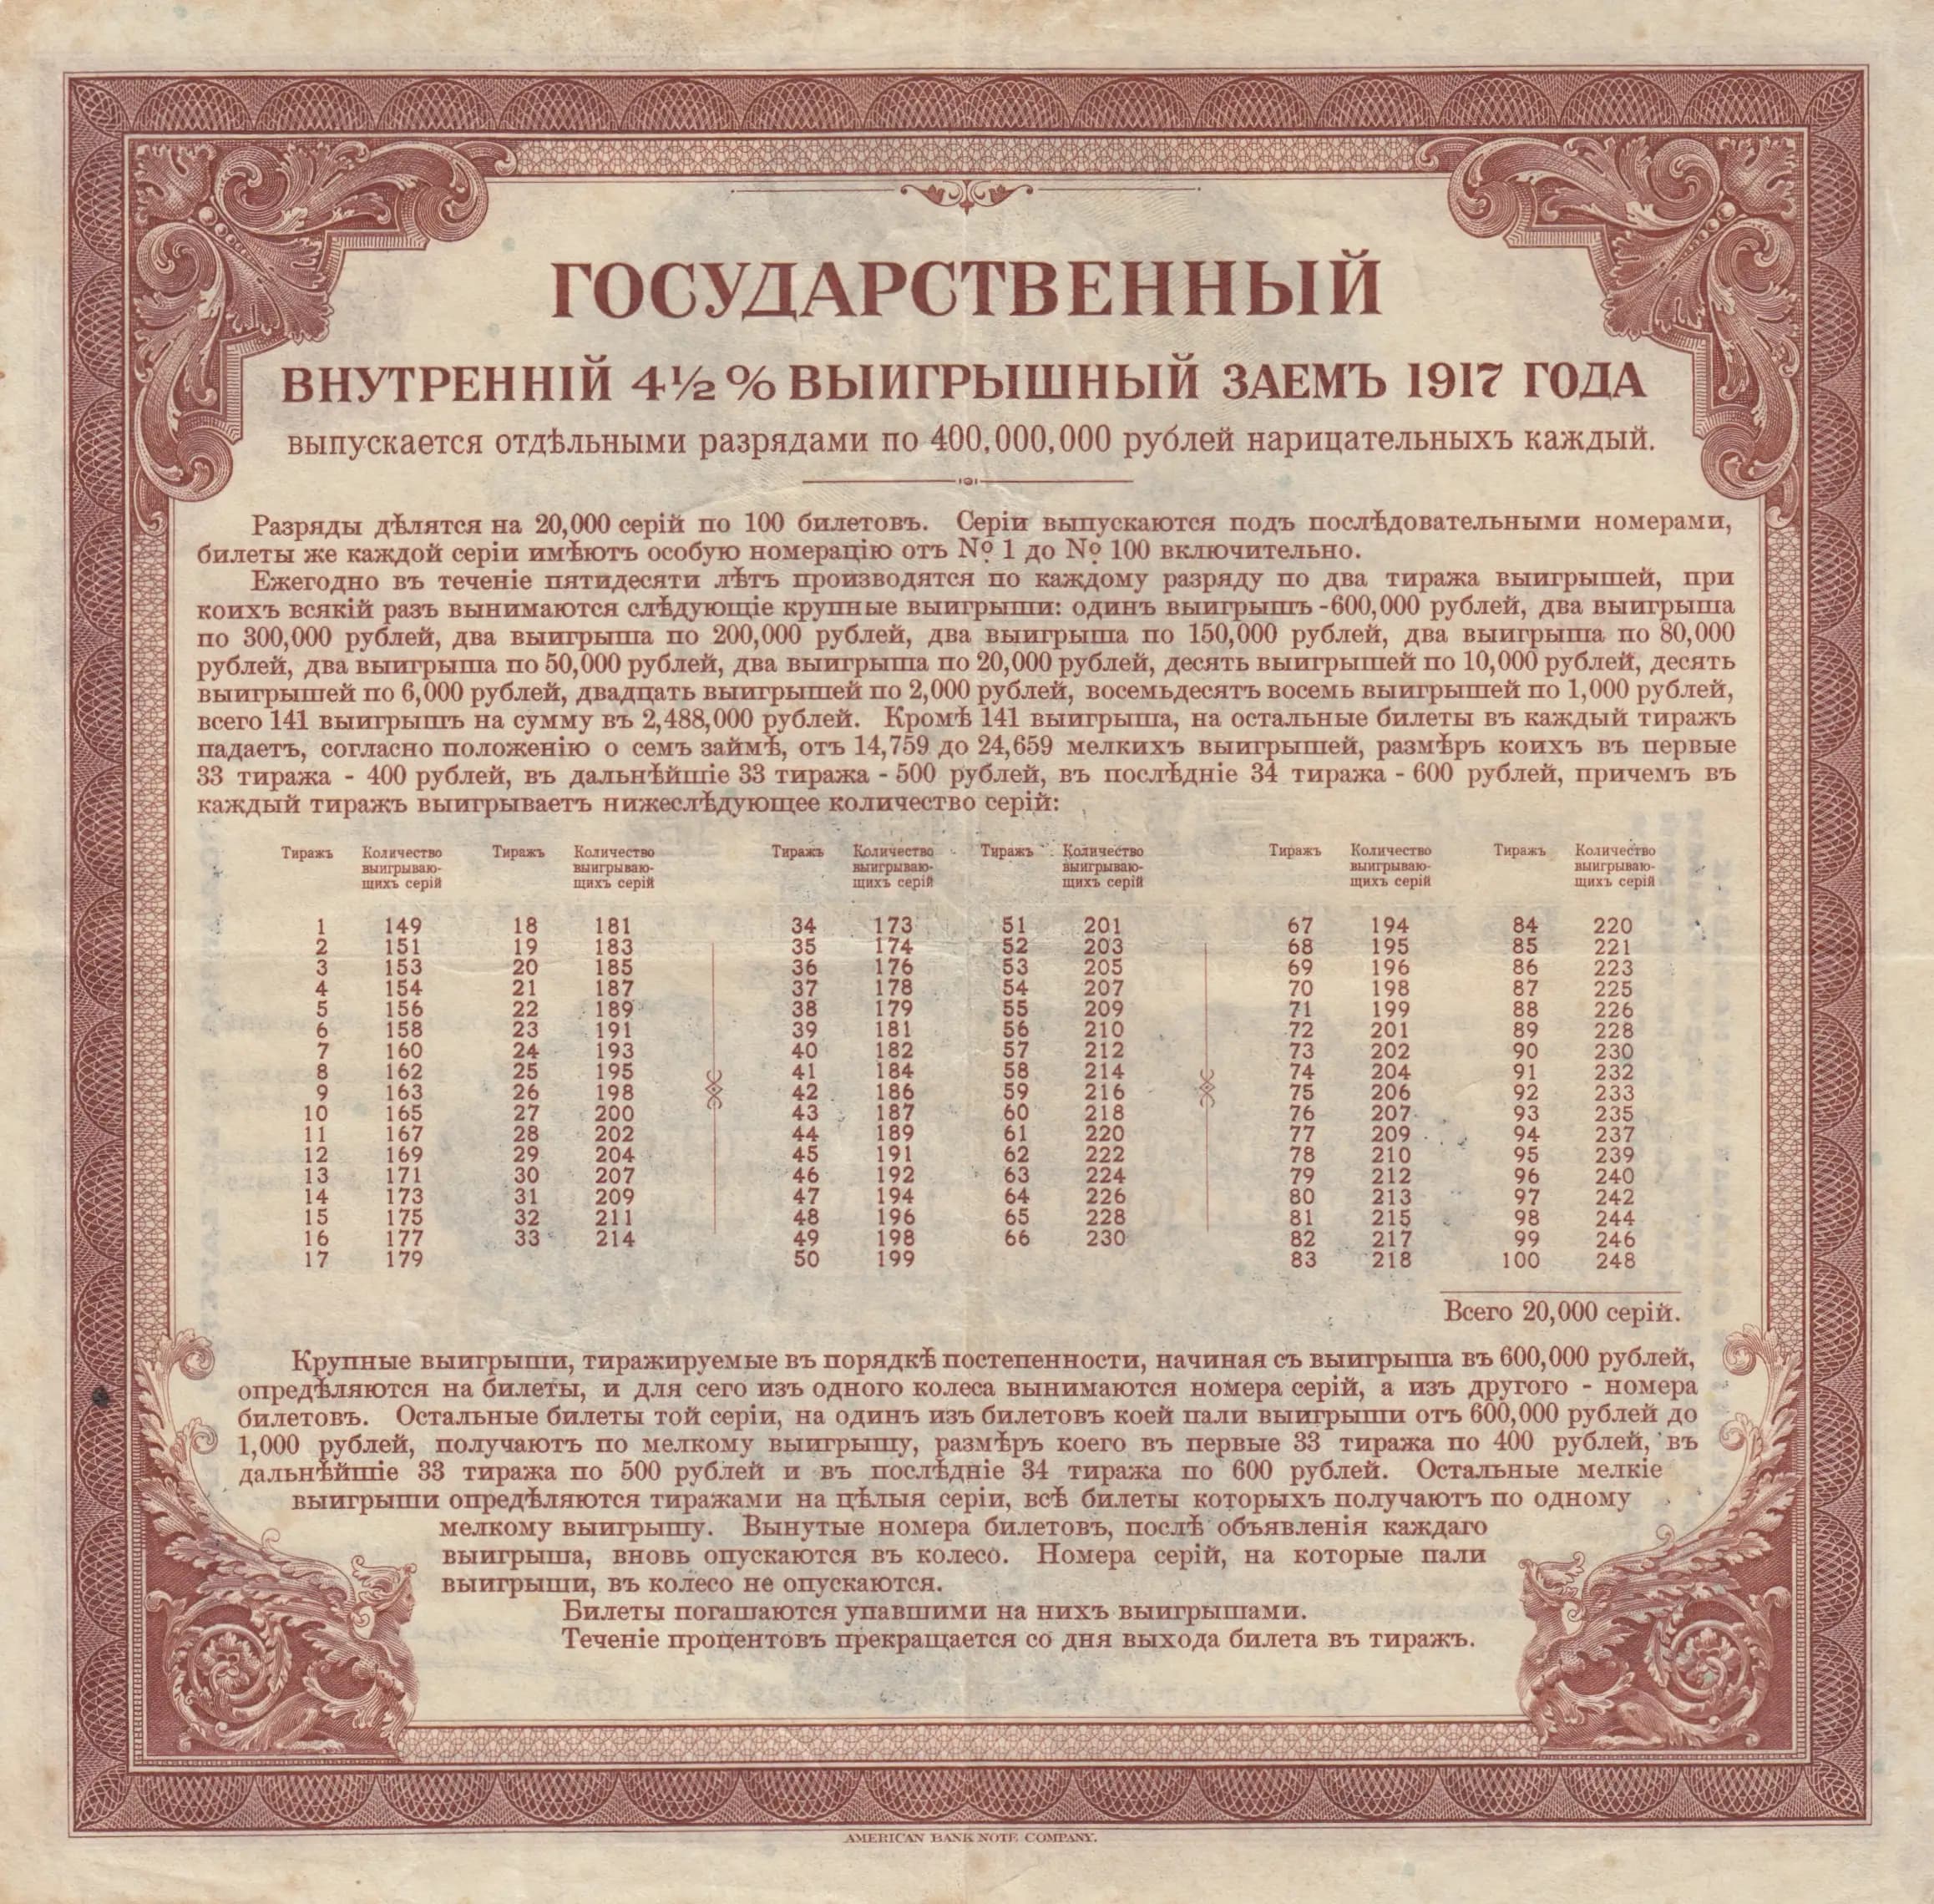 ГОСУДАРСТВЕННЫЙ
ВНУТРЕННІЙ 4½% ВЫИГРЫШНЫЙ ЗАЕМЪ 1917 ГОДА
выпускается отдѣльными разрядами по 400,000,000 рублей нарицательныхъ каждый.
Разряды дѣлятся на 20,000 серій по 100 билетовъ. Серіи выпускаются подъ послѣдовательными номерами,
билеты же каждой серіи имѣютъ особую номерацію отъ № 1 до № 100 включительно.
Ежегодно въ теченіе пятидесяти лѣтъ производятся по каждому разряду по два тиража выигрышей, при
коихъ всякій разъ вынимаются слѣдующіе крупные выигрыши: одинъ выигрышъ - 600,000 рублей, два выигрыша
по 300,000 рублей, два выигрыша по 200,000 рублей, два выигрыша по 150,000 рублей, два выигрыша по 80,000
рублей, два выигрыша по 50,000 рублей, два выигрыша по 20,000 рублей, десять выигрышей по 10,000 рублей, десять
выигрышей по 6,000 рублей, двадцать выигрышей по 2,000 рублей, восемьдесятъ восемь выигрышей по 1,000 рублей,
всего 141 выигрышъ на сумму въ 2,488,000 рублей. Кромѣ 141 выигрыша, на остальные билеты въ каждый тиражъ
падаетъ, согласно положенію о семъ займѣ, отъ 14,759 до 24,659 мелкихъ выигрышей, размѣръ коихъ въ первые
33 тиража - 400 рублей, въ дальнѣйшіе 33 тиража - 500 рублей, въ послѣдніе 34 тиража - 600 рублей, причемъ въ
каждый тиражъ выигрываетъ нижеслѣдующее количество серій:
Тиражъ Количество Тиражъ Количество Тиражъ Количество Тиражъ Количество Тиражъ Количество Тиражъ Количество
выигрываю- выигрываю- выигрываю- выигрываю- выигрываю- выигрываю-
щихъ серій щихъ серій щихъ серій щихъ серій щихъ серій щихъ серій
1 149 18 181 34 173 51 201 67 194 84 220
2 151 19 183 35 174 52 203 68 195 85 221
3 153 20 185 36 176 53 205 69 196 86 223
4 154 21 187 37 178 54 207 70 198 87 225
5 156 22 189 38 179 55 209 71 199 88 226
6 158 23 191 39 181 56 210 72 201 89 228
7 160 24 193 40 182 57 212 73 202 90 230
8 162 25 195 41 184 58 214 74 204 91 232
9 163 26 198 42 186 59 216 75 206 92 233
10 165 27 200 43 187 60 218 76 207 93 235
11 167 28 202 44 189 61 220 77 209 94 237
12 169 29 204 45 191 62 222 78 210 95 239
13 171 30 207 46 192 63 224 79 212 96 240
14 173 31 209 47 194 64 226 80 213 97 242
15 175 32 211 48 196 65 228 81 215 98 244
16 177 33 214 49 198 66 230 82 217 99 246
17 179 50 199 83 218 100 248
Всего 20,000 серій.
Крупные выигрыши, тиражируемые въ порядкѣ постепенности, начиная съ выигрыша въ 600,000 рублей,
опредѣляются на билеты, и для сего изъ одного колеса вынимаются номера серій, а изъ другого - номера
билетовъ. Остальные билеты той серіи, на одинъ изъ билетовъ коей пали выигрыши отъ 600,000 рублей до
1,000 рублей, получаютъ по мелкому выигрышу, размѣръ коего въ первые 33 тиража по 400 рублей, въ
дальнѣйшіе 33 тиража по 500 рублей и въ послѣдніе 34 тиража по 600 рублей. Остальные мелкіе
выигрыши опредѣляются тиражами на цѣлыя серіи, всѣ билеты которыхъ получаютъ по одному
мелкому выигрышу. Вынутые номера билетовъ, послѣ объявленія каждаго
выигрыша, вновь опускаются въ колесо. Номера серій, на которые пали
выигрыши, въ колесо не опускаются.
Билеты погашаются упавшими на нихъ выигрышами.
Теченіе процентовъ прекращается со дня выхода билета въ тиражъ.
AMERICAN BANK NOTE COMPANY.